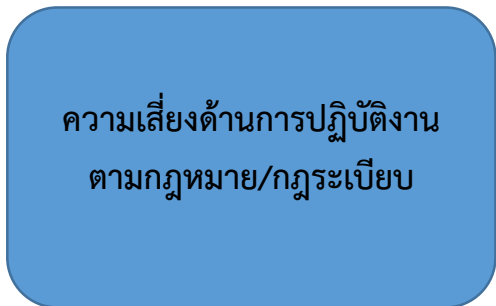 ความเสี่ยงด้านการปฏิบัติงาน
ตามกฎหมาย/กฎระเบียบ